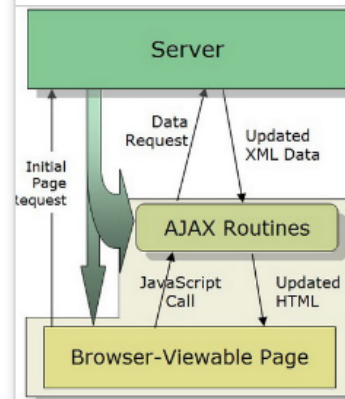 Server
Data
Request
Updated
XML Data
Initial
Page
equest
AJAX Routines
JavaScript
Call
Updated
HTML
Browser-Viewable Page